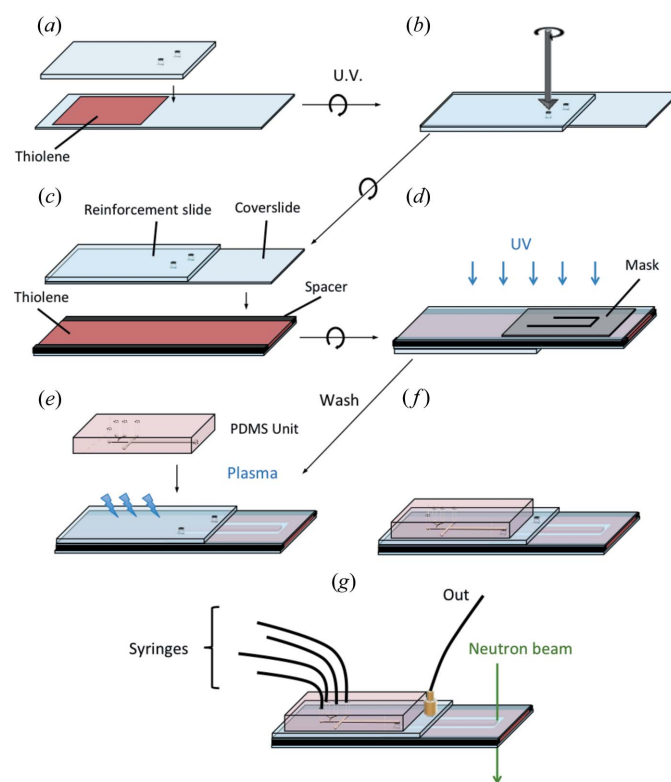 (a)
(b)
U.V.
Thiolene
(c)
(d)
Reinforcement slide
Coverslide
UV
Mask
Thiolene
Spacer
(e)
Wash
(f)
PDMS Unit
Plasma
(g)
Out
Syringes
Neutron beam